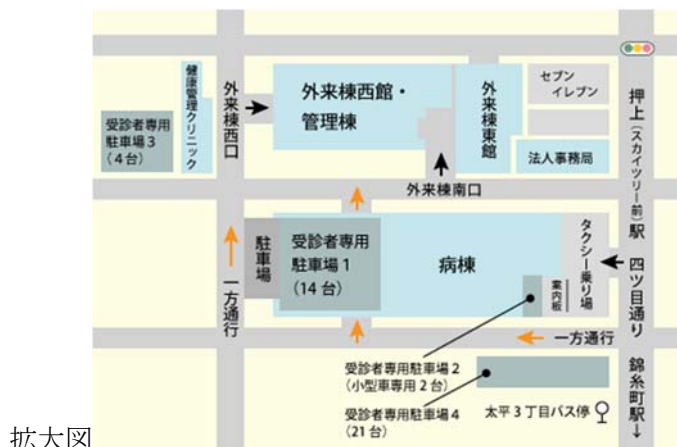 健康管理クリニック
受診者専用
駐車場3
(4台)
外来棟西口
外来棟西館・
管理棟
外来棟東館
セブン
イレブン
法人事務局
押上(スカイツリー前)駅
外来棟南口
駐車場
受診者専用
駐車場1
(14台)
病棟
タクシー乗り場
案内板
四ツ目通り
一方通行
一方通行
受診者専用駐車場2
(小型車専用2台)
受診者専用駐車場4
(21台)
太平3丁目バス停
錦糸町駅→
拡大図